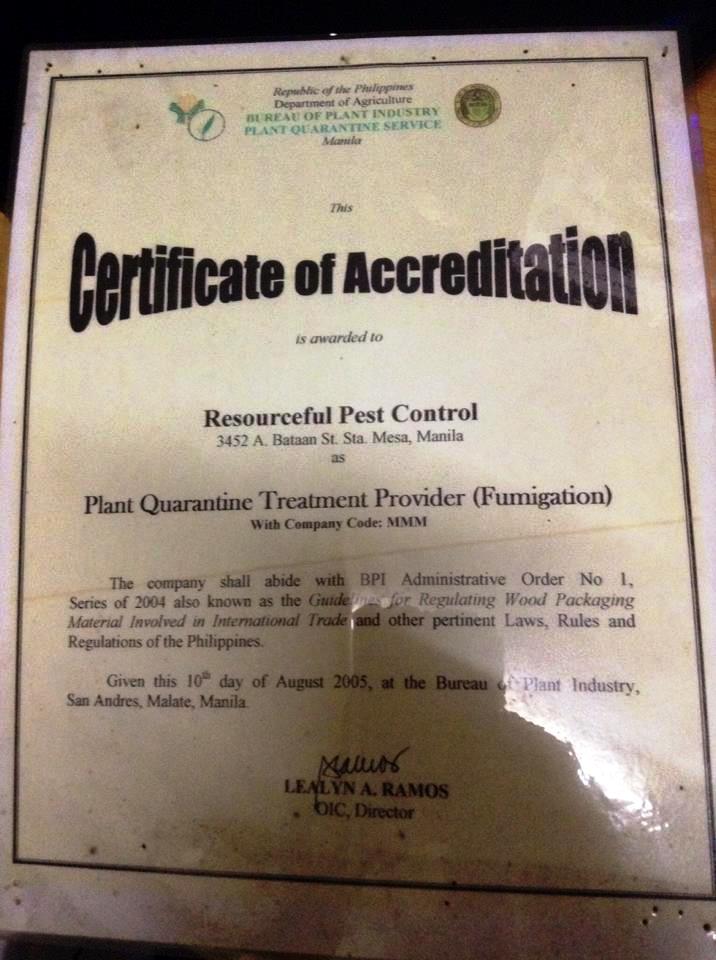 Republic of the Philippines
Department of Agriculture
BUREAU OF PLANT INDUSTRY
PLANT QUARANTINE SERVICE
Manila
This
Certificate of Accreditation
is awarded to
Resourceful Pest Control
3452 A. Bataan St. Sta. Mesa, Manila
as
Plant Quarantine Treatment Provider (Fumigation)
With Company Code: MMM
The company shall abide with BPI Administrative Order No 1,
Series of 2004 also known as the Guidelines for Regulating Wood Packaging
Material Involved in International Trade and other pertinent Laws, Rules and
Regulations of the Philippines.
Given this 10th day of August 2005, at the Bureau of Plant Industry,
San Andres, Malate, Manila.
LEALYN A. RAMOS
OIC, Director